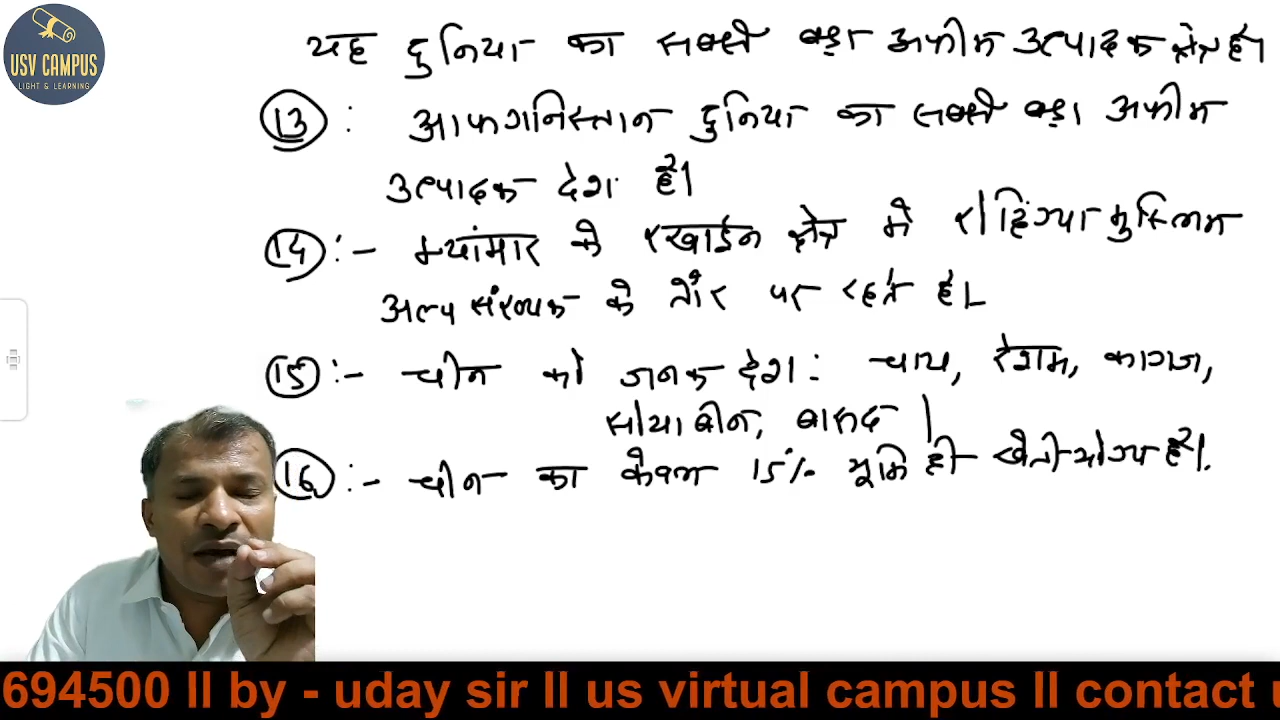 USV CAMPUS
LIGHT & LEARNING
यह दुनिया का सबसे बड़ा अफीम उत्पादक क्षेत्र है।
13 : आफगनिस्तान दुनिया का सबसे बड़ा अफीम
उत्पादक देश है।
14 :- म्यांमार के रखाईन क्षेत्र में रोहिंग्या मुस्लिम
अल्प संख्यक के तौर पर रहते हैं।
15 :- चीन को जनक देश : चाय, रेशम, कागज,
सोयाबीन, बारूद |
16 :- चीन का केवल 15% भूमि ही खेती योग्य है।
694500 ll by - uday sir ll us virtual campus ll contact u